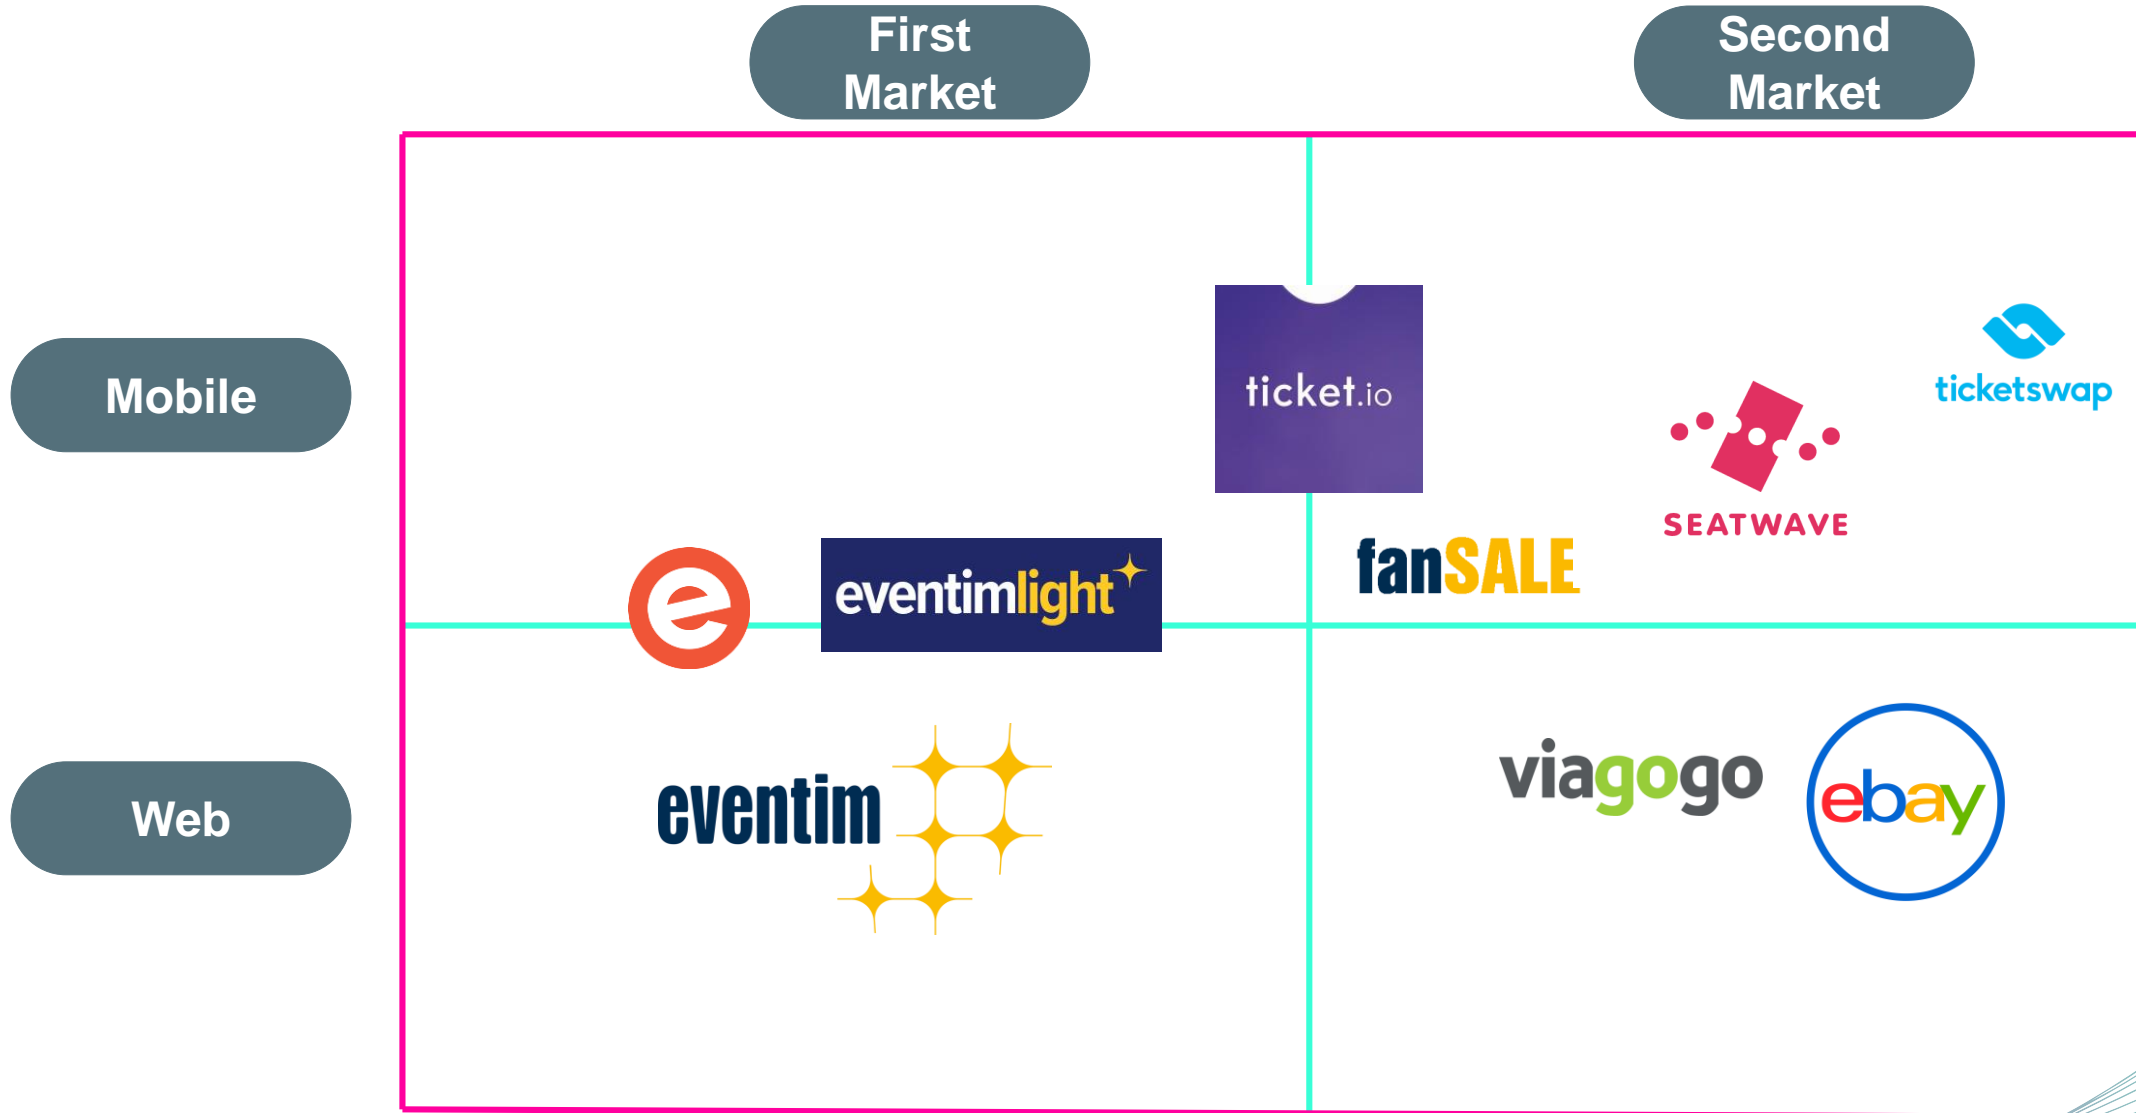 First
Market
Second
Market
Mobile
ticket.io
ticketswap
SEATWAVE
fanSALE
e
eventimlight
Web
eventim
viagogo
ebay